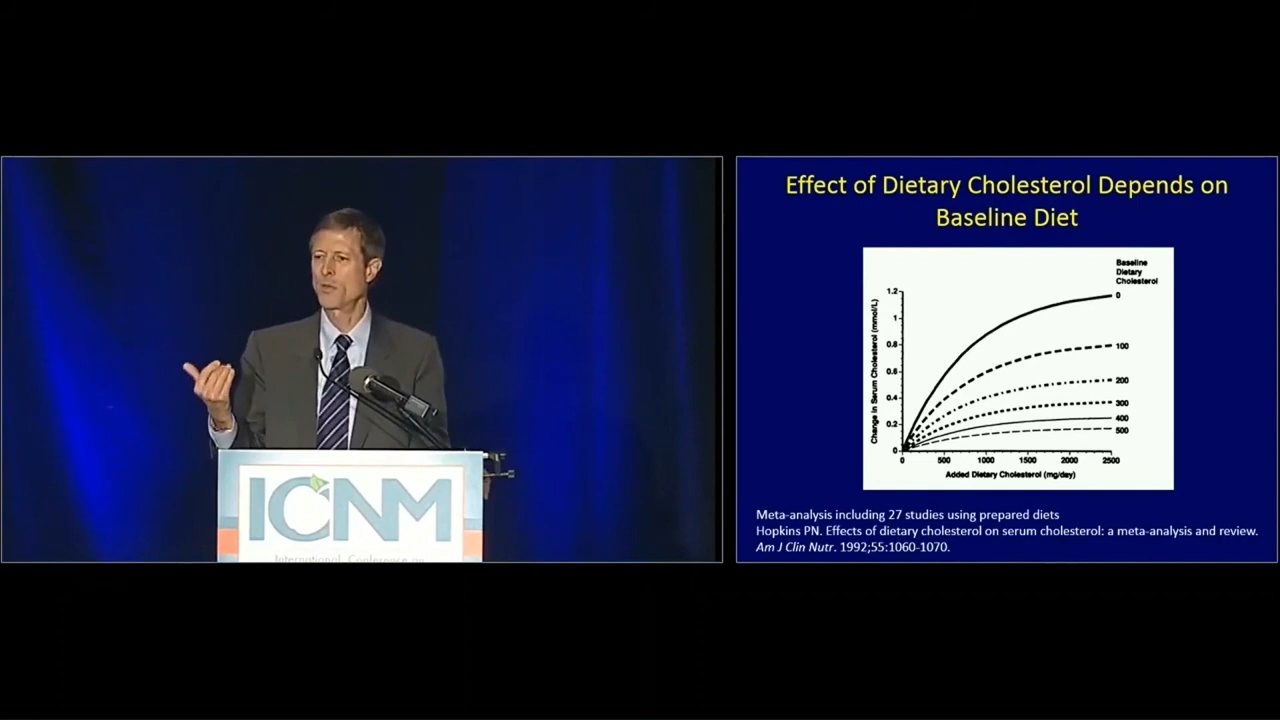 ICNM
International Conference on
Effect of Dietary Cholesterol Depends on
Baseline Diet
Baseline
Dietary
Cholesterol
Change in Serum Cholesterol (mmol/L)
1.2
1
0.8
0.6
0.4
0.2
0
0
100
200
300
400
500
0 500 1000 1500 2000 2500
Added Dietary Cholesterol (mg/day)
Meta-analysis including 27 studies using prepared diets
Hopkins PN. Effects of dietary cholesterol on serum cholesterol: a meta-analysis and review.
Am J Clin Nutr. 1992;55:1060-1070.